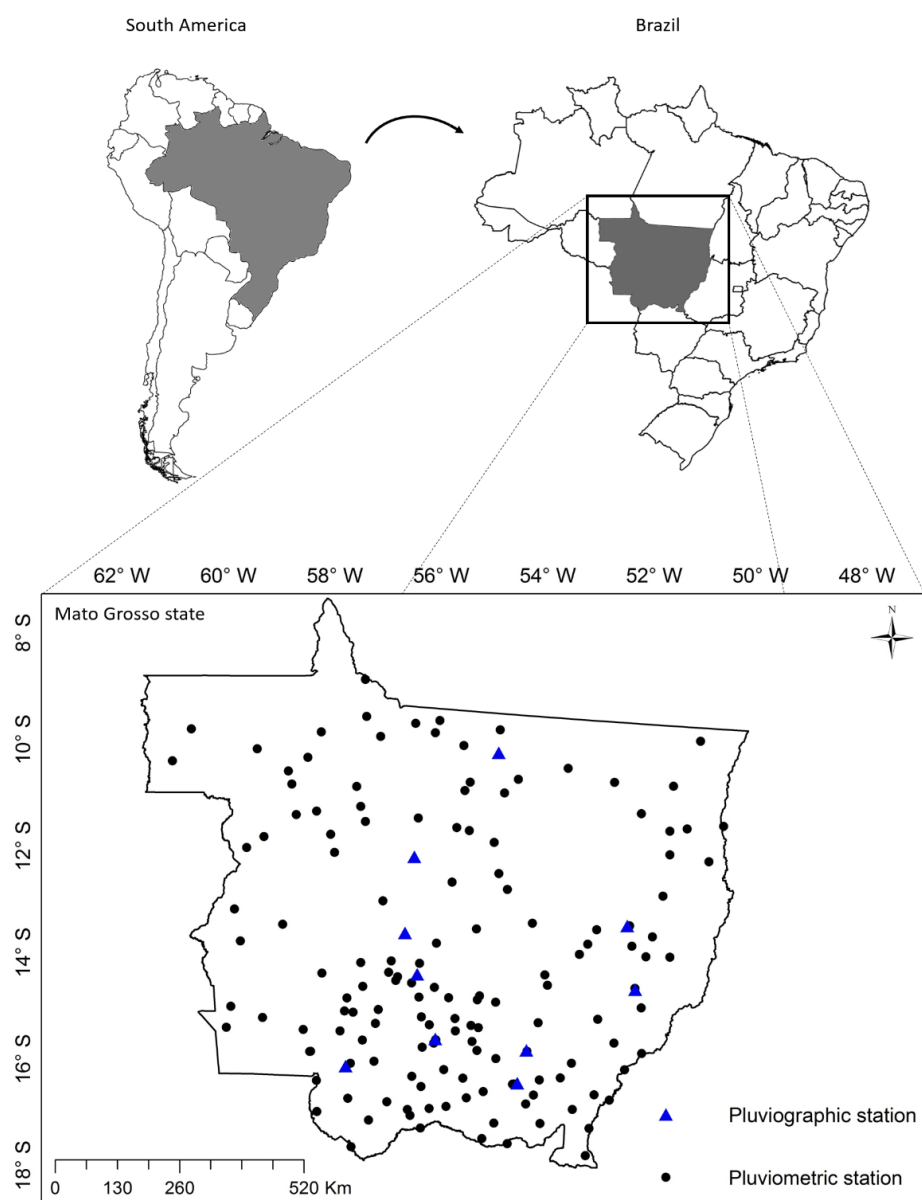 South America
Brazil
62° W 60° W 58° W 56° W 54° W 52° W 50° W 48° W
Mato Grosso state
N
8° S
10° S
12° S
14° S
16° S
18° S
Pluviographic station
Pluviometric station
0 130 260 520 Km